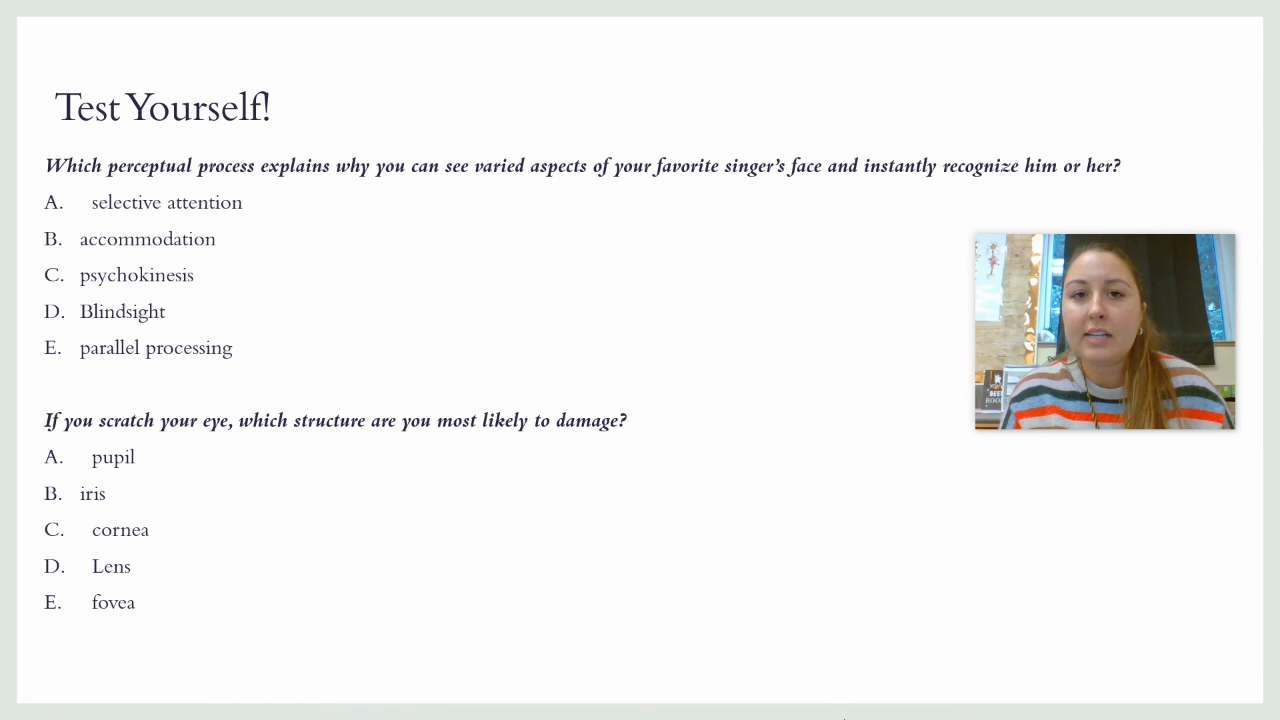 Test Yourself!
Which perceptual process explains why you can see varied aspects of your favorite singer's face and instantly recognize him or her?
A. selective attention
B. accommodation
C. psychokinesis
D. Blindsight
E. parallel processing
If you scratch your eye, which structure are you most likely to damage?
A. pupil
B. iris
C. cornea
D. Lens
E. fovea